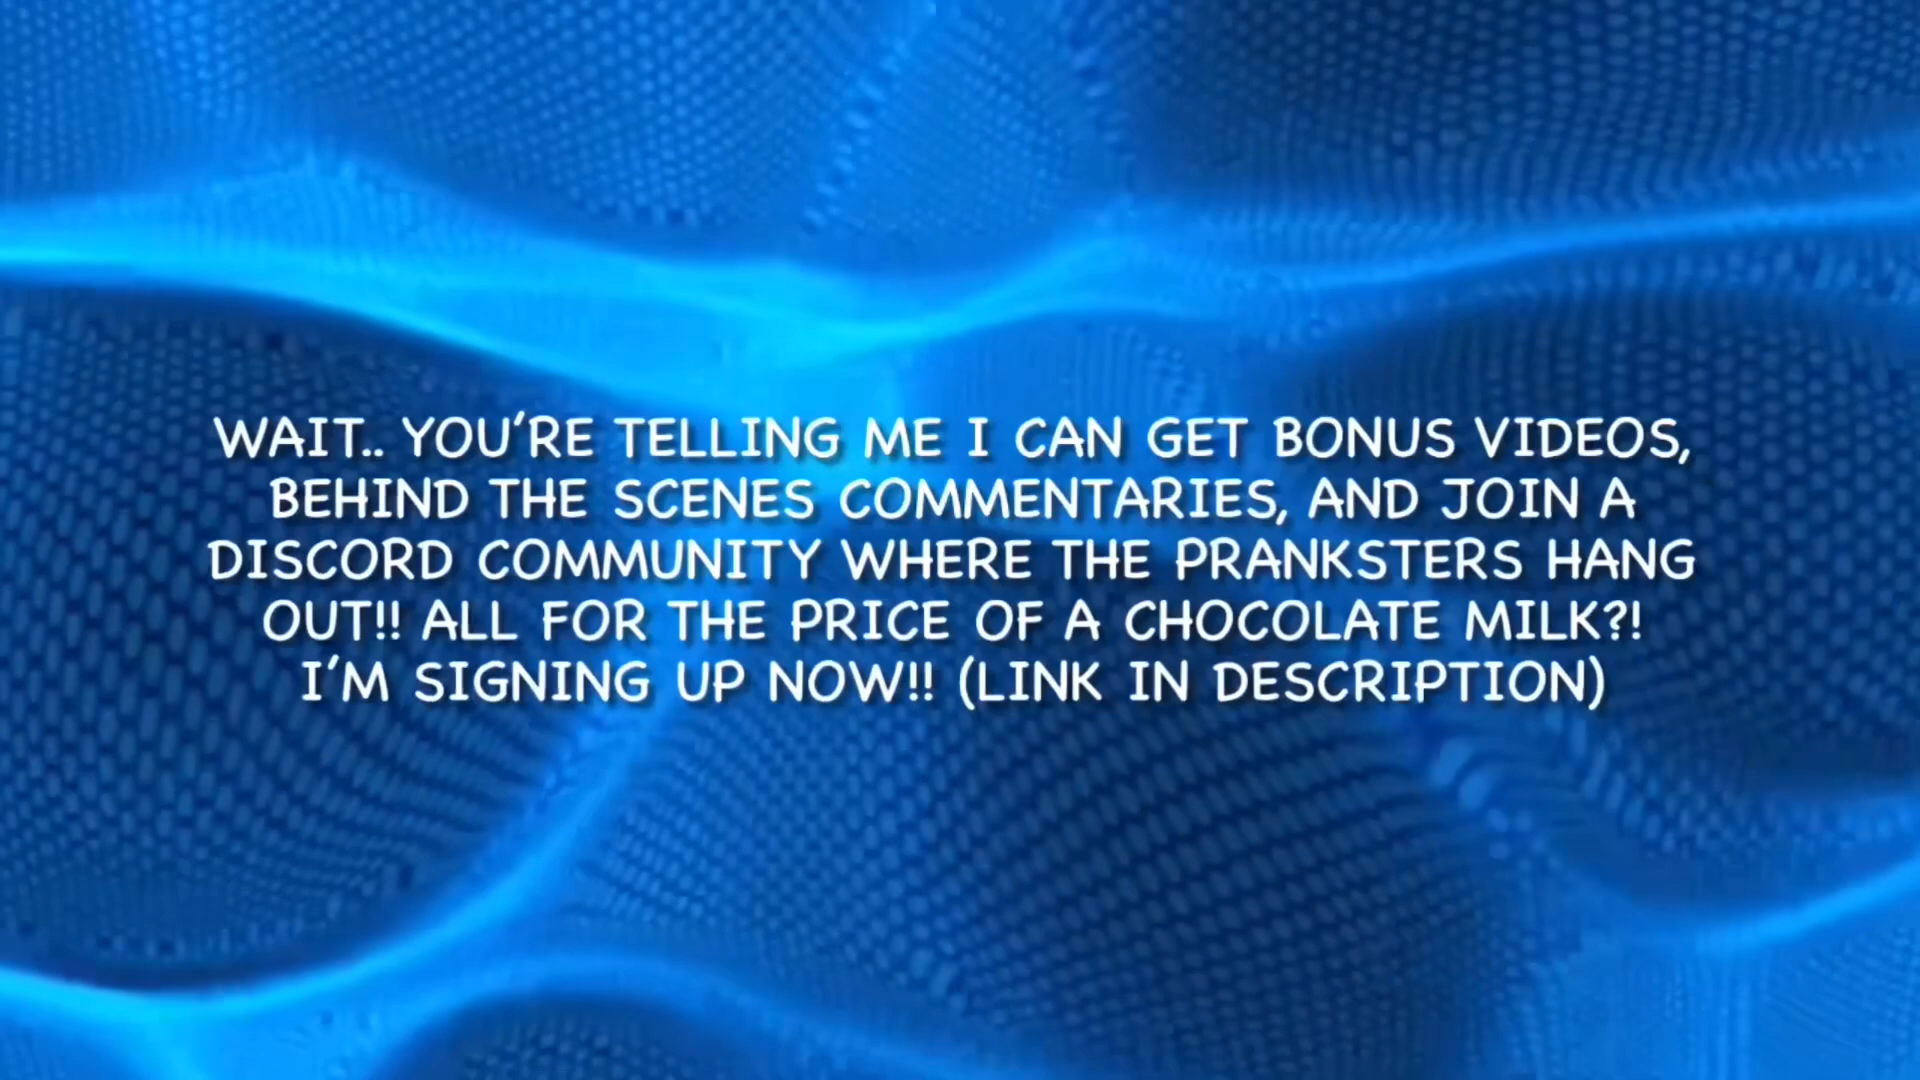 WAIT.. YOU'RE TELLING ME I CAN GET BONUS VIDEOS,
BEHIND THE SCENES COMMENTARIES, AND JOIN A
DISCORD COMMUNITY WHERE THE PRANKSTERS HANG
OUT!! ALL FOR THE PRICE OF A CHOCOLATE MILK?!
I'M SIGNING UP NOW!! (LINK IN DESCRIPTION)